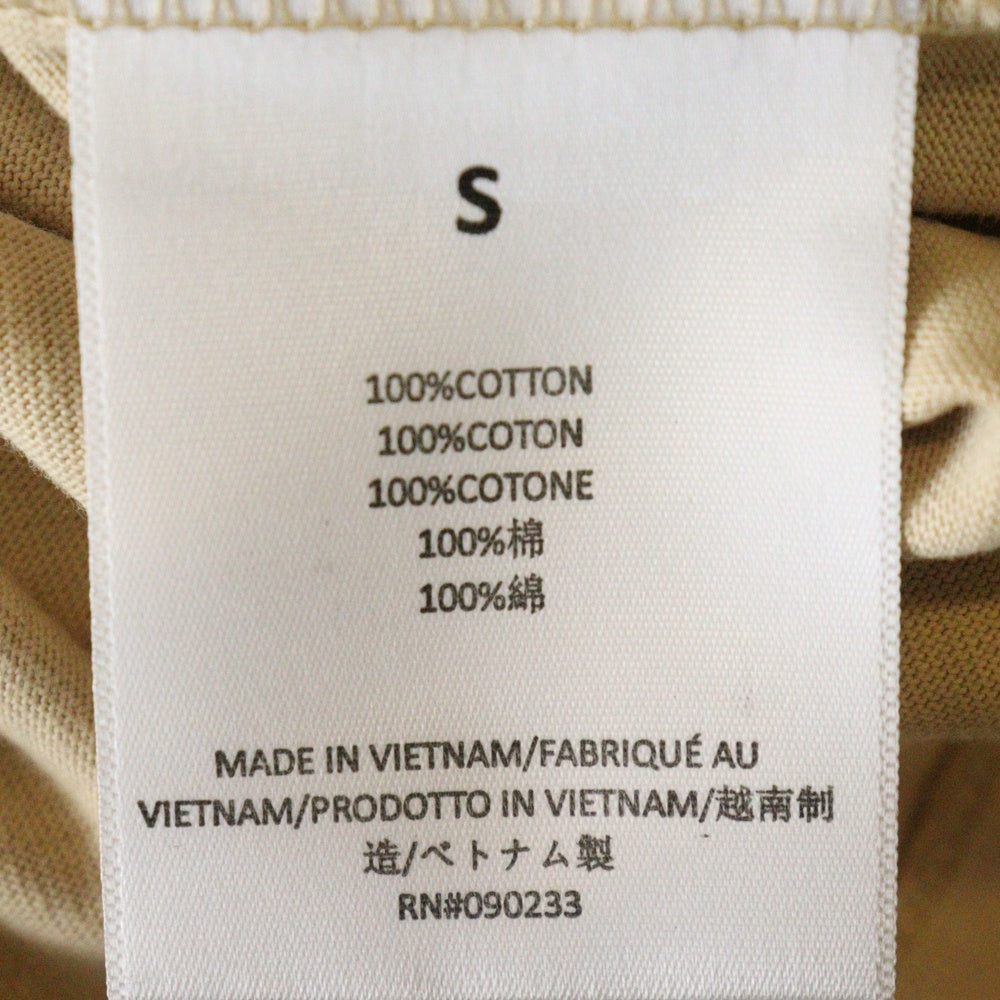 S
100%COTTON
100%COTON
100%COTONE
100%棉
100%綿
MADE IN VIETNAM/FABRIQUÉ AU
VIETNAM/PRODOTTO IN VIETNAM/越南制
造/ベトナム製
RN#090233